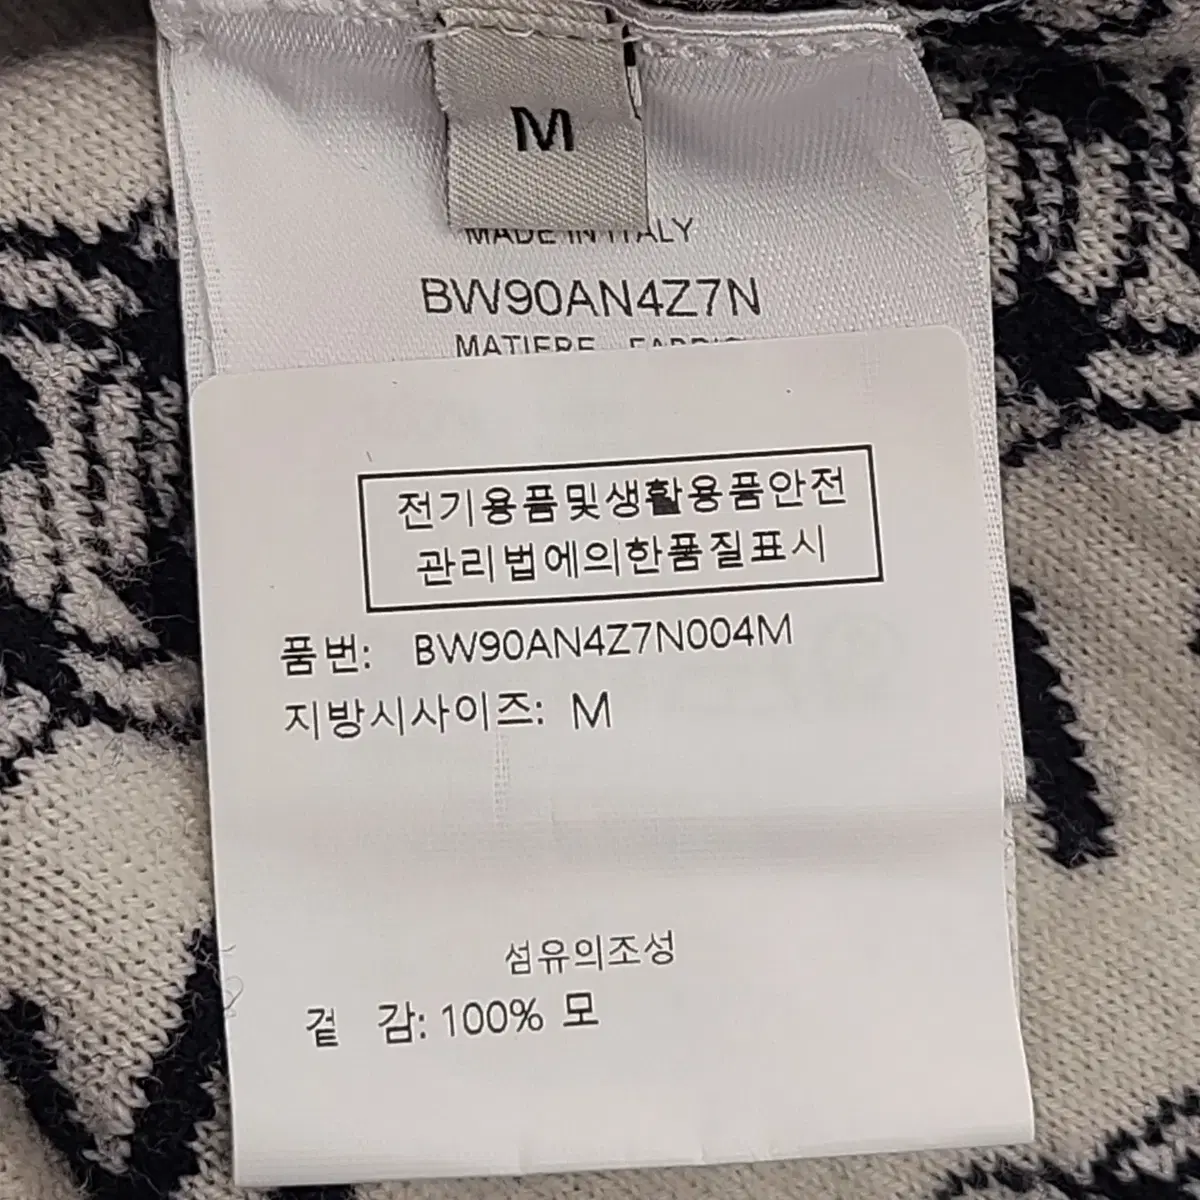 M
MADE IN ITALY
BW90AN4Z7N
MATIERE FABRIC
전기용품및생활용품안전
관리법에의한품질표시
품번: BW90AN4Z7N004M
지방시사이즈: M
섬유의조성
겉 감: 100% 모